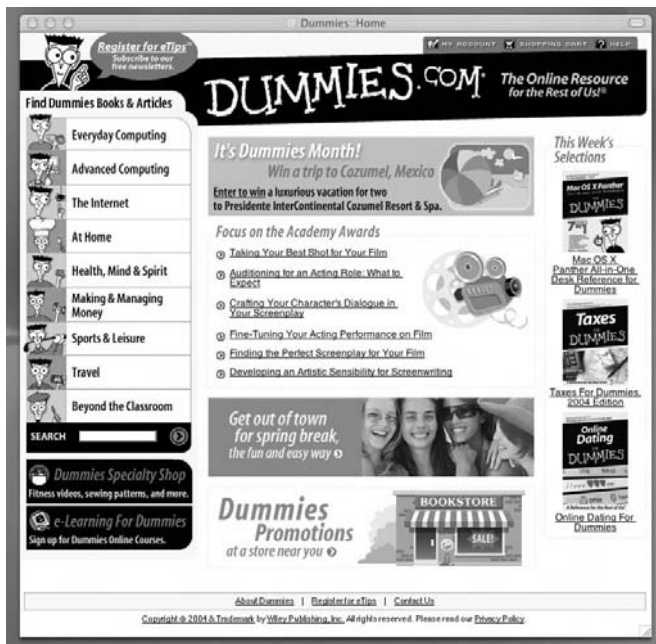 Dummies::Home
Register for eTips™
Subscribe to our
free newsletters.
MY ACCOUNT SHOPPING CART ? HELP
DUMMIES.COM®
The Online Resource
for the Rest of Us!®
Find Dummies Books & Articles
Everyday Computing
Advanced Computing
The Internet
At Home
Health, Mind & Spirit
Making & Managing
Money
Sports & Leisure
Travel
Beyond the Classroom
SEARCH
Dummies Specialty Shop
Fitness videos, sewing patterns, and more.
e-Learning For Dummies
Sign up for Dummies Online Courses.
It's Dummies Month!
Win a trip to Cozumel, Mexico
Enter to win a luxurious vacation for two
to Presidente InterContinental Cozumel Resort & Spa.
Focus on the Academy Awards
Taking Your Best Shot for Your Film
Auditioning for an Acting Role: What to
Expect
Crafting Your Character's Dialogue in
Your Screenplay
Fine-Tuning Your Acting Performance on Film
Finding the Perfect Screenplay for Your Film
Developing an Artistic Sensibility for Screenwriting
Get out of town
for spring break,
the fun and easy way
Dummies
Promotions
at a store near you
BOOKSTORE
SALE!
This Week's
Selections
Mac OS X Panther
DUMMIES
Mac OS X
Panther All-in-One
Desk Reference for
Dummies
Taxes
DUMMIES
Taxes For Dummies,
2004 Edition
Online
Dating
DUMMIES
Online Dating For
Dummies
About Dummies | Register for eTips | Contact Us
Copyright © 2004 & Trademark by Wiley Publishing, Inc. All rights reserved. Please read our Privacy Policy.